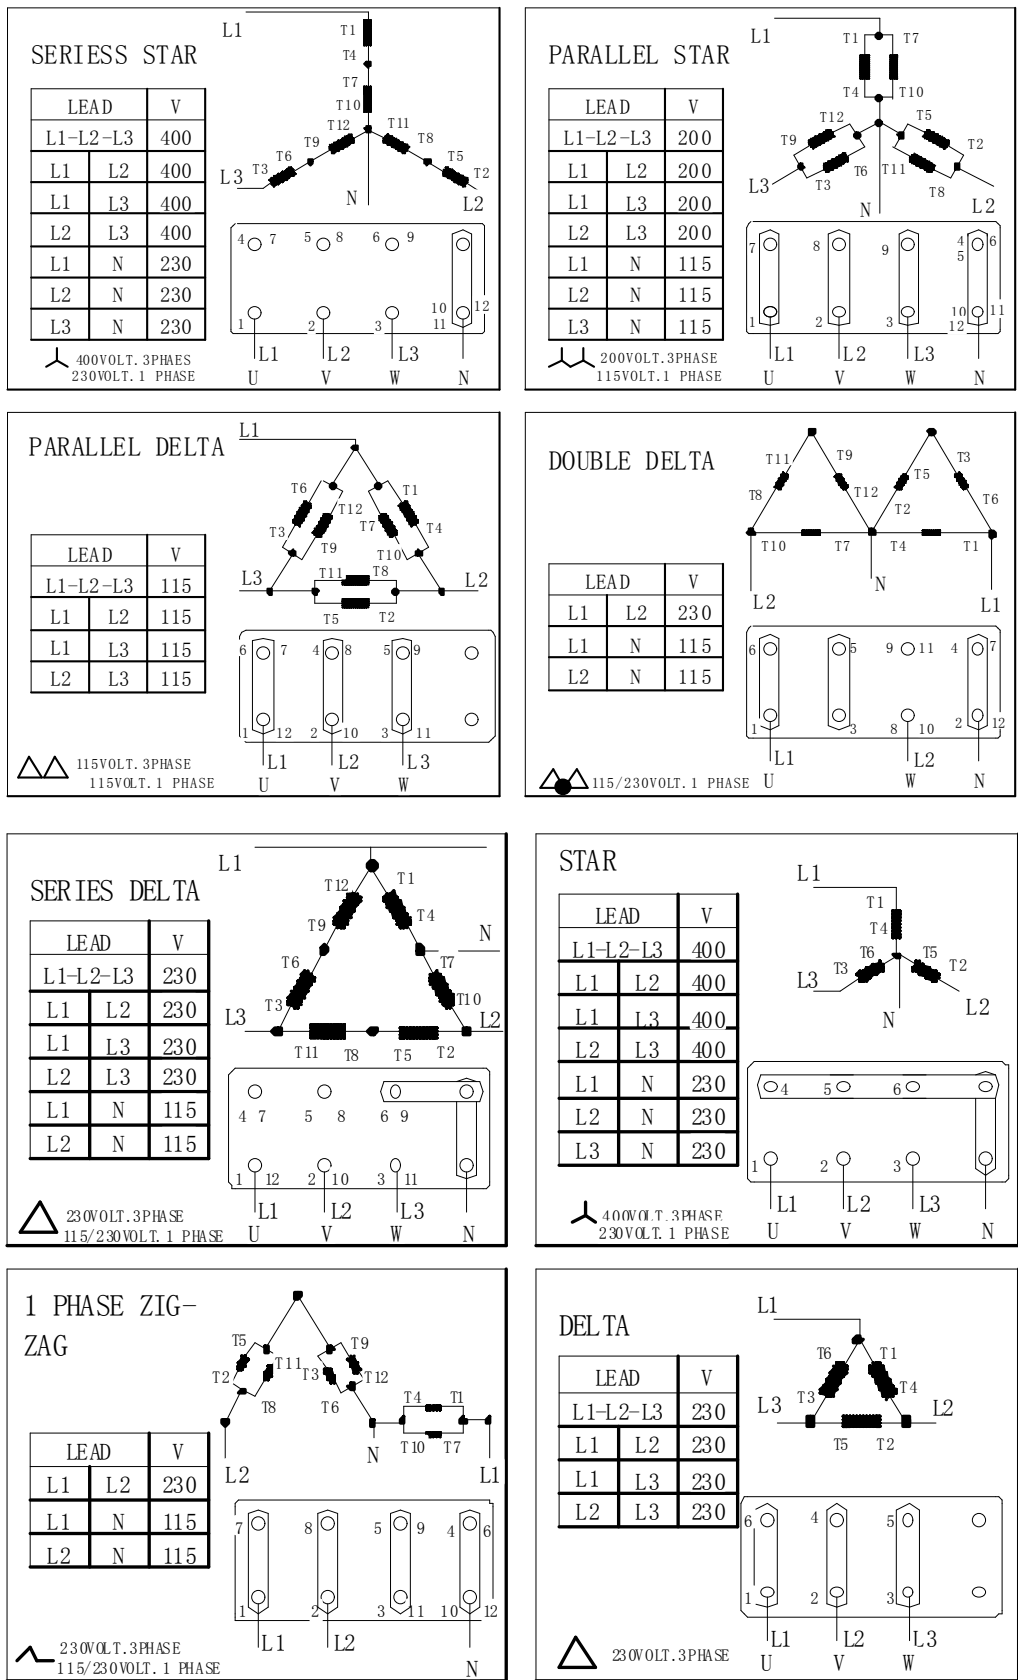 SERIESS STAR
LEAD V
L1-L2-L3 400
L1 L2 400
L1 L3 400
L2 L3 400
L1 N 230
L2 N 230
L3 N 230
400VOLT.3PHAES
230VOLT.1 PHASE
L1
T1
T4
T7
T10
T12 T11
T9 T8
T6 T5
T3 T2
L3
N
L2
4 7 5 8 6 9
10 12
1 2 3 11
L1 L2 L3
U V W N
PARALLEL STAR
LEAD V
L1-L2-L3 200
L1 L2 200
L1 L3 200
L2 L3 200
L1 N 115
L2 N 115
L3 N 115
200VOLT.3PHASE
115VOLT.1 PHASE
L1
T1 T7
T4 T10
T12 T5
T9 T2
T6 T11
T3 T8
L3
N
L2
7 8 9 4 6
5
10 11
1 2 3 12
L1 L2 L3
U V W N
PARALLEL DELTA
LEAD V
L1-L2-L3 115
L1 L2 115
L1 L3 115
L2 L3 115
115VOLT.3PHASE
115VOLT.1 PHASE
L1
T6 T1
T12 T7
T3 T4
T9 T10
T11 T8
L3 L2
T5 T2
6 7 4 8 5 9
1 12 2 10 3 11
L1 L2 L3
U V W
DOUBLE DELTA
LEAD V
L1 L2 230
L1 N 115
L2 N 115
115/230VOLT.1 PHASE
T11 T9 T5 T3
T8 T12 T2 T6
T10 T7 T4 T1
L2 N L1
6 5 9 11 4 7
1 3 8 10 2 12
L1 L2
U W N
SERIES DELTA
LEAD V
L1-L2-L3 230
L1 L2 230
L1 L3 230
L2 L3 230
L1 N 115
L2 N 115
230VOLT.3PHASE
115/230VOLT.1 PHASE
L1
T12 T1
T9 T4
N
T6 T7
T3 T10
L3 L2
T11 T8 T5 T2
4 7 5 8 6 9
1 12 2 10 3 11
L1 L2 L3
U V W N
STAR
LEAD V
L1-L2-L3 400
L1 L2 400
L1 L3 400
L2 L3 400
L1 N 230
L2 N 230
L3 N 230
400VOLT.3PHASE
230VOLT.1 PHASE
L1
T1
T4
T6 T5
T3 T2
L3 L2
N
4 5 6
1 2 3
L1 L2 L3
U V W N
1 PHASE ZIG-
ZAG
LEAD V
L1 L2 230
L1 N 115
L2 N 115
230VOLT.3PHASE
115/230VOLT.1 PHASE
T5 T9
T2 T11 T3 T12
T8 T6 T4 T1
T10 T7
L2 N L1
7 8 5 9 4 6
1 2 3 11 10 12
L1 L2
N
DELTA
LEAD V
L1-L2-L3 230
L1 L2 230
L1 L3 230
L2 L3 230
230VOLT.3PHASE
L1
T6 T1
T3 T4
L3 L2
T5 T2
6 4 5
1 2 3
L1 L2 L3
U V W